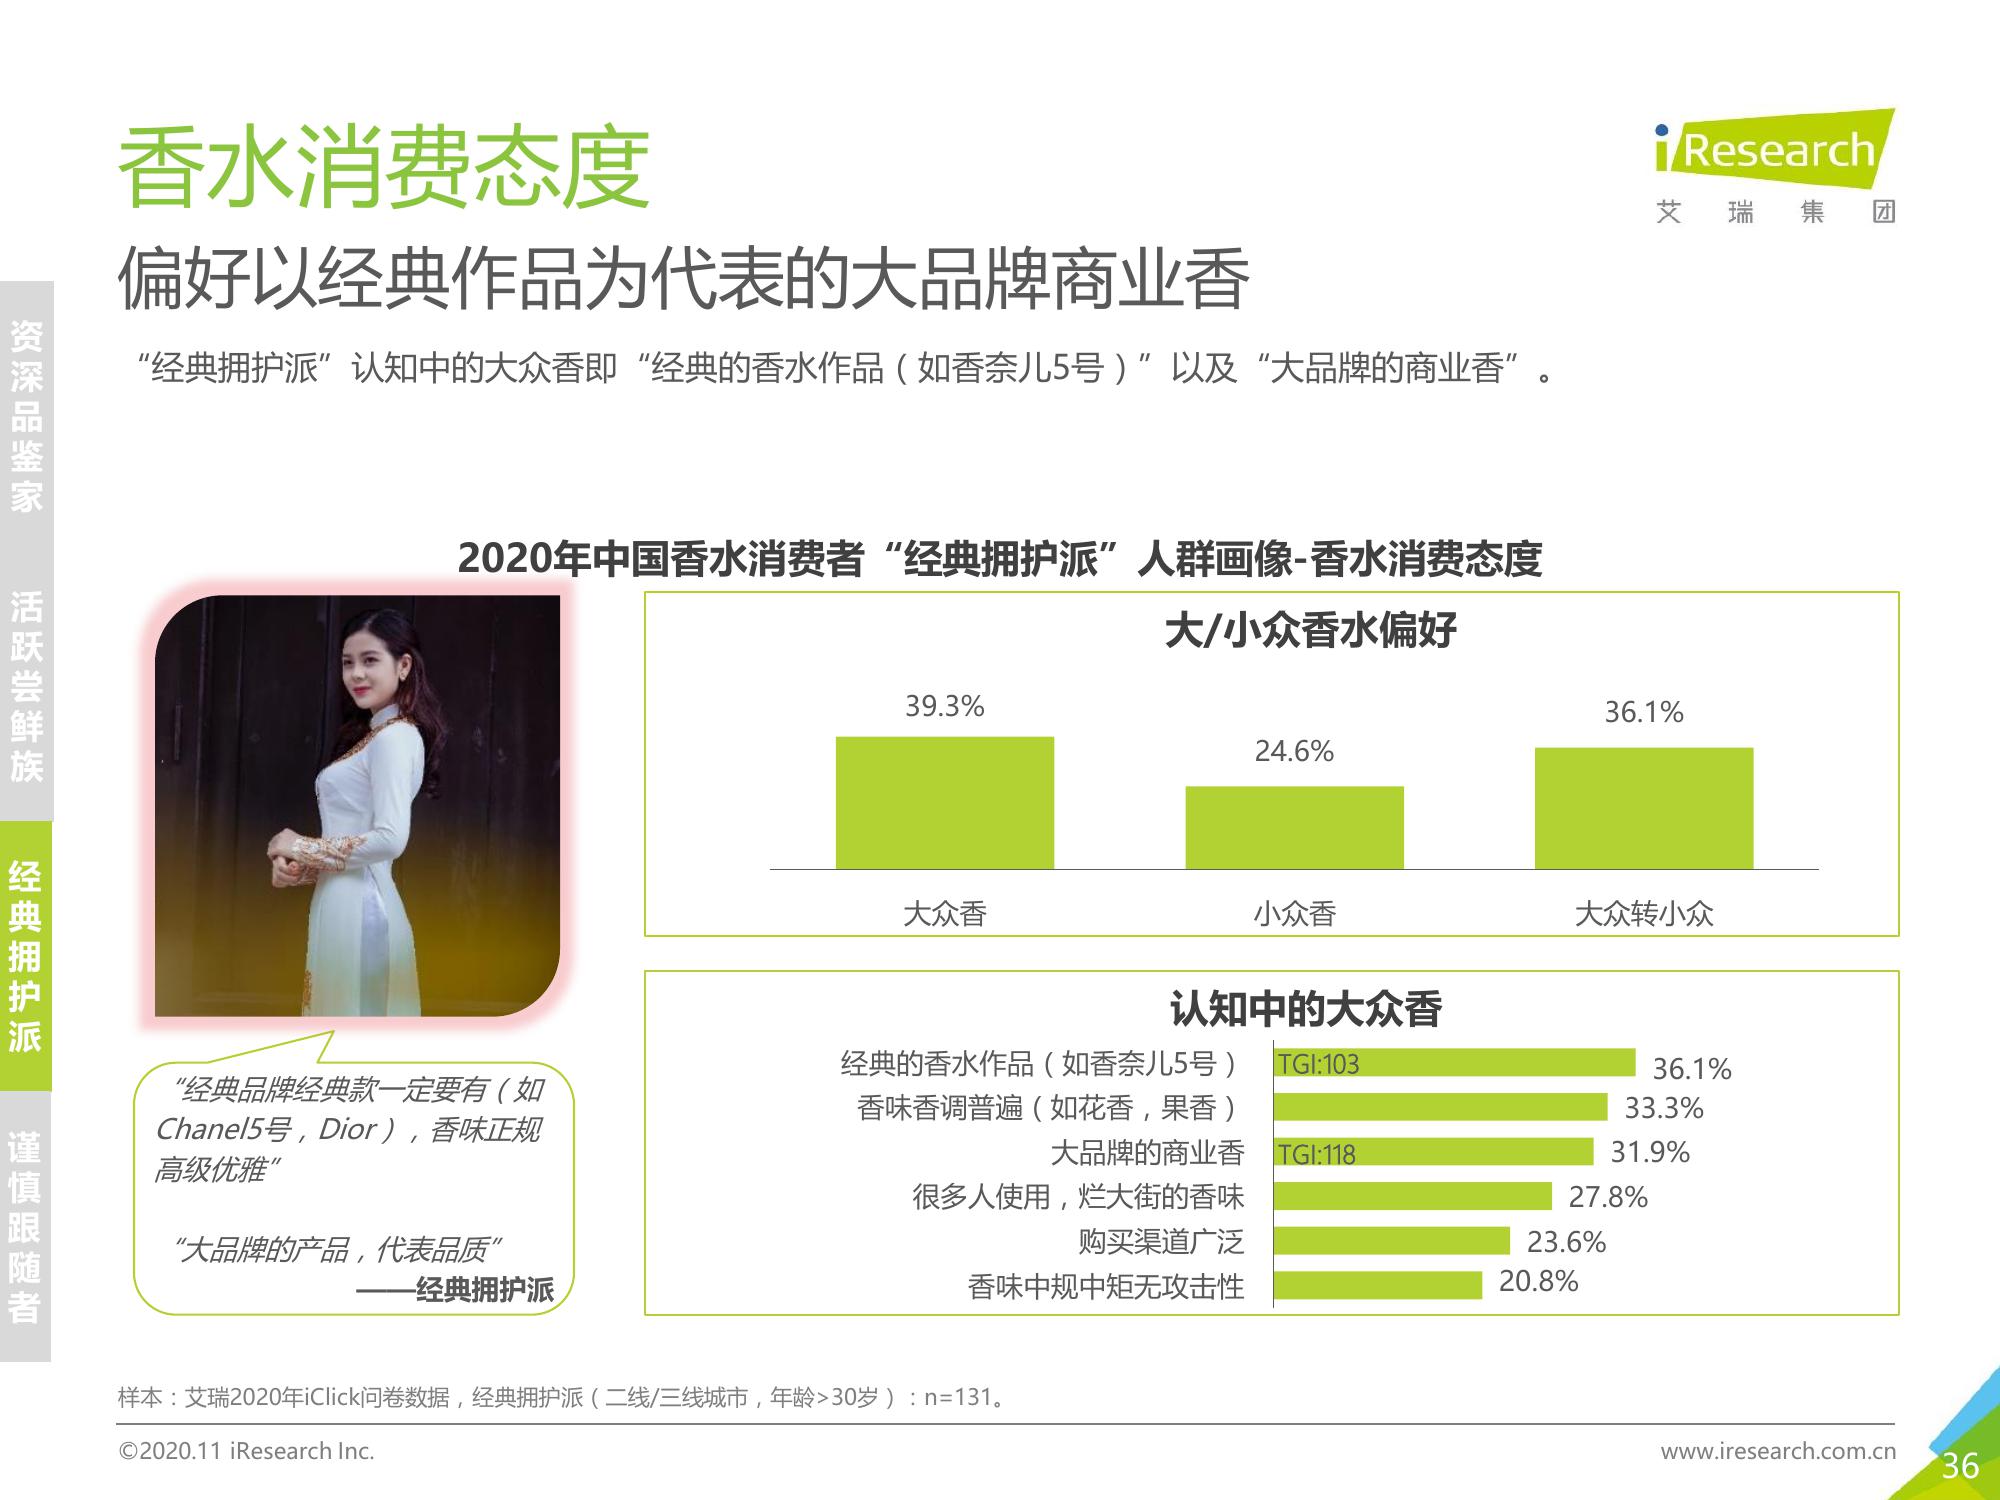 香水消费态度
iResearch
艾瑞集团
偏好以经典作品为代表的大品牌商业香
“经典拥护派”认知中的大众香即“经典的香水作品（如香奈儿5号）”以及“大品牌的商业香”。
资深品鉴家
活跃尝鲜族
经典拥护派
谨慎跟随者
2020年中国香水消费者“经典拥护派”人群画像-香水消费态度
大/小众香水偏好
39.3%
24.6%
36.1%
大众香
小众香
大众转小众
认知中的大众香
经典的香水作品（如香奈儿5号） TGI:103 36.1%
香味香调普遍（如花香，果香） 33.3%
大品牌的商业香 TGI:118 31.9%
很多人使用，烂大街的香味 27.8%
购买渠道广泛 23.6%
香味中规中矩无攻击性 20.8%
“经典品牌经典款一定要有（如
Chanel5号，Dior），香味正规
高级优雅”
“大品牌的产品，代表品质”
——经典拥护派
样本：艾瑞2020年iClick问卷数据，经典拥护派（二线/三线城市，年龄>30岁）：n=131。
©2020.11 iResearch Inc.
www.iresearch.com.cn
36